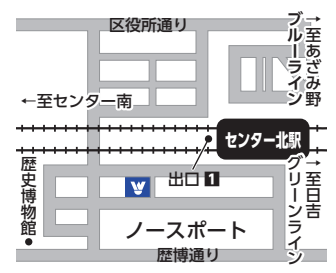 区役所通り
→至あざみ野
ブルーライン
←至センター南
センター北駅
出口1
歴史博物館
W
→至日吉
グリーンライン
ノースポート
歴博通り